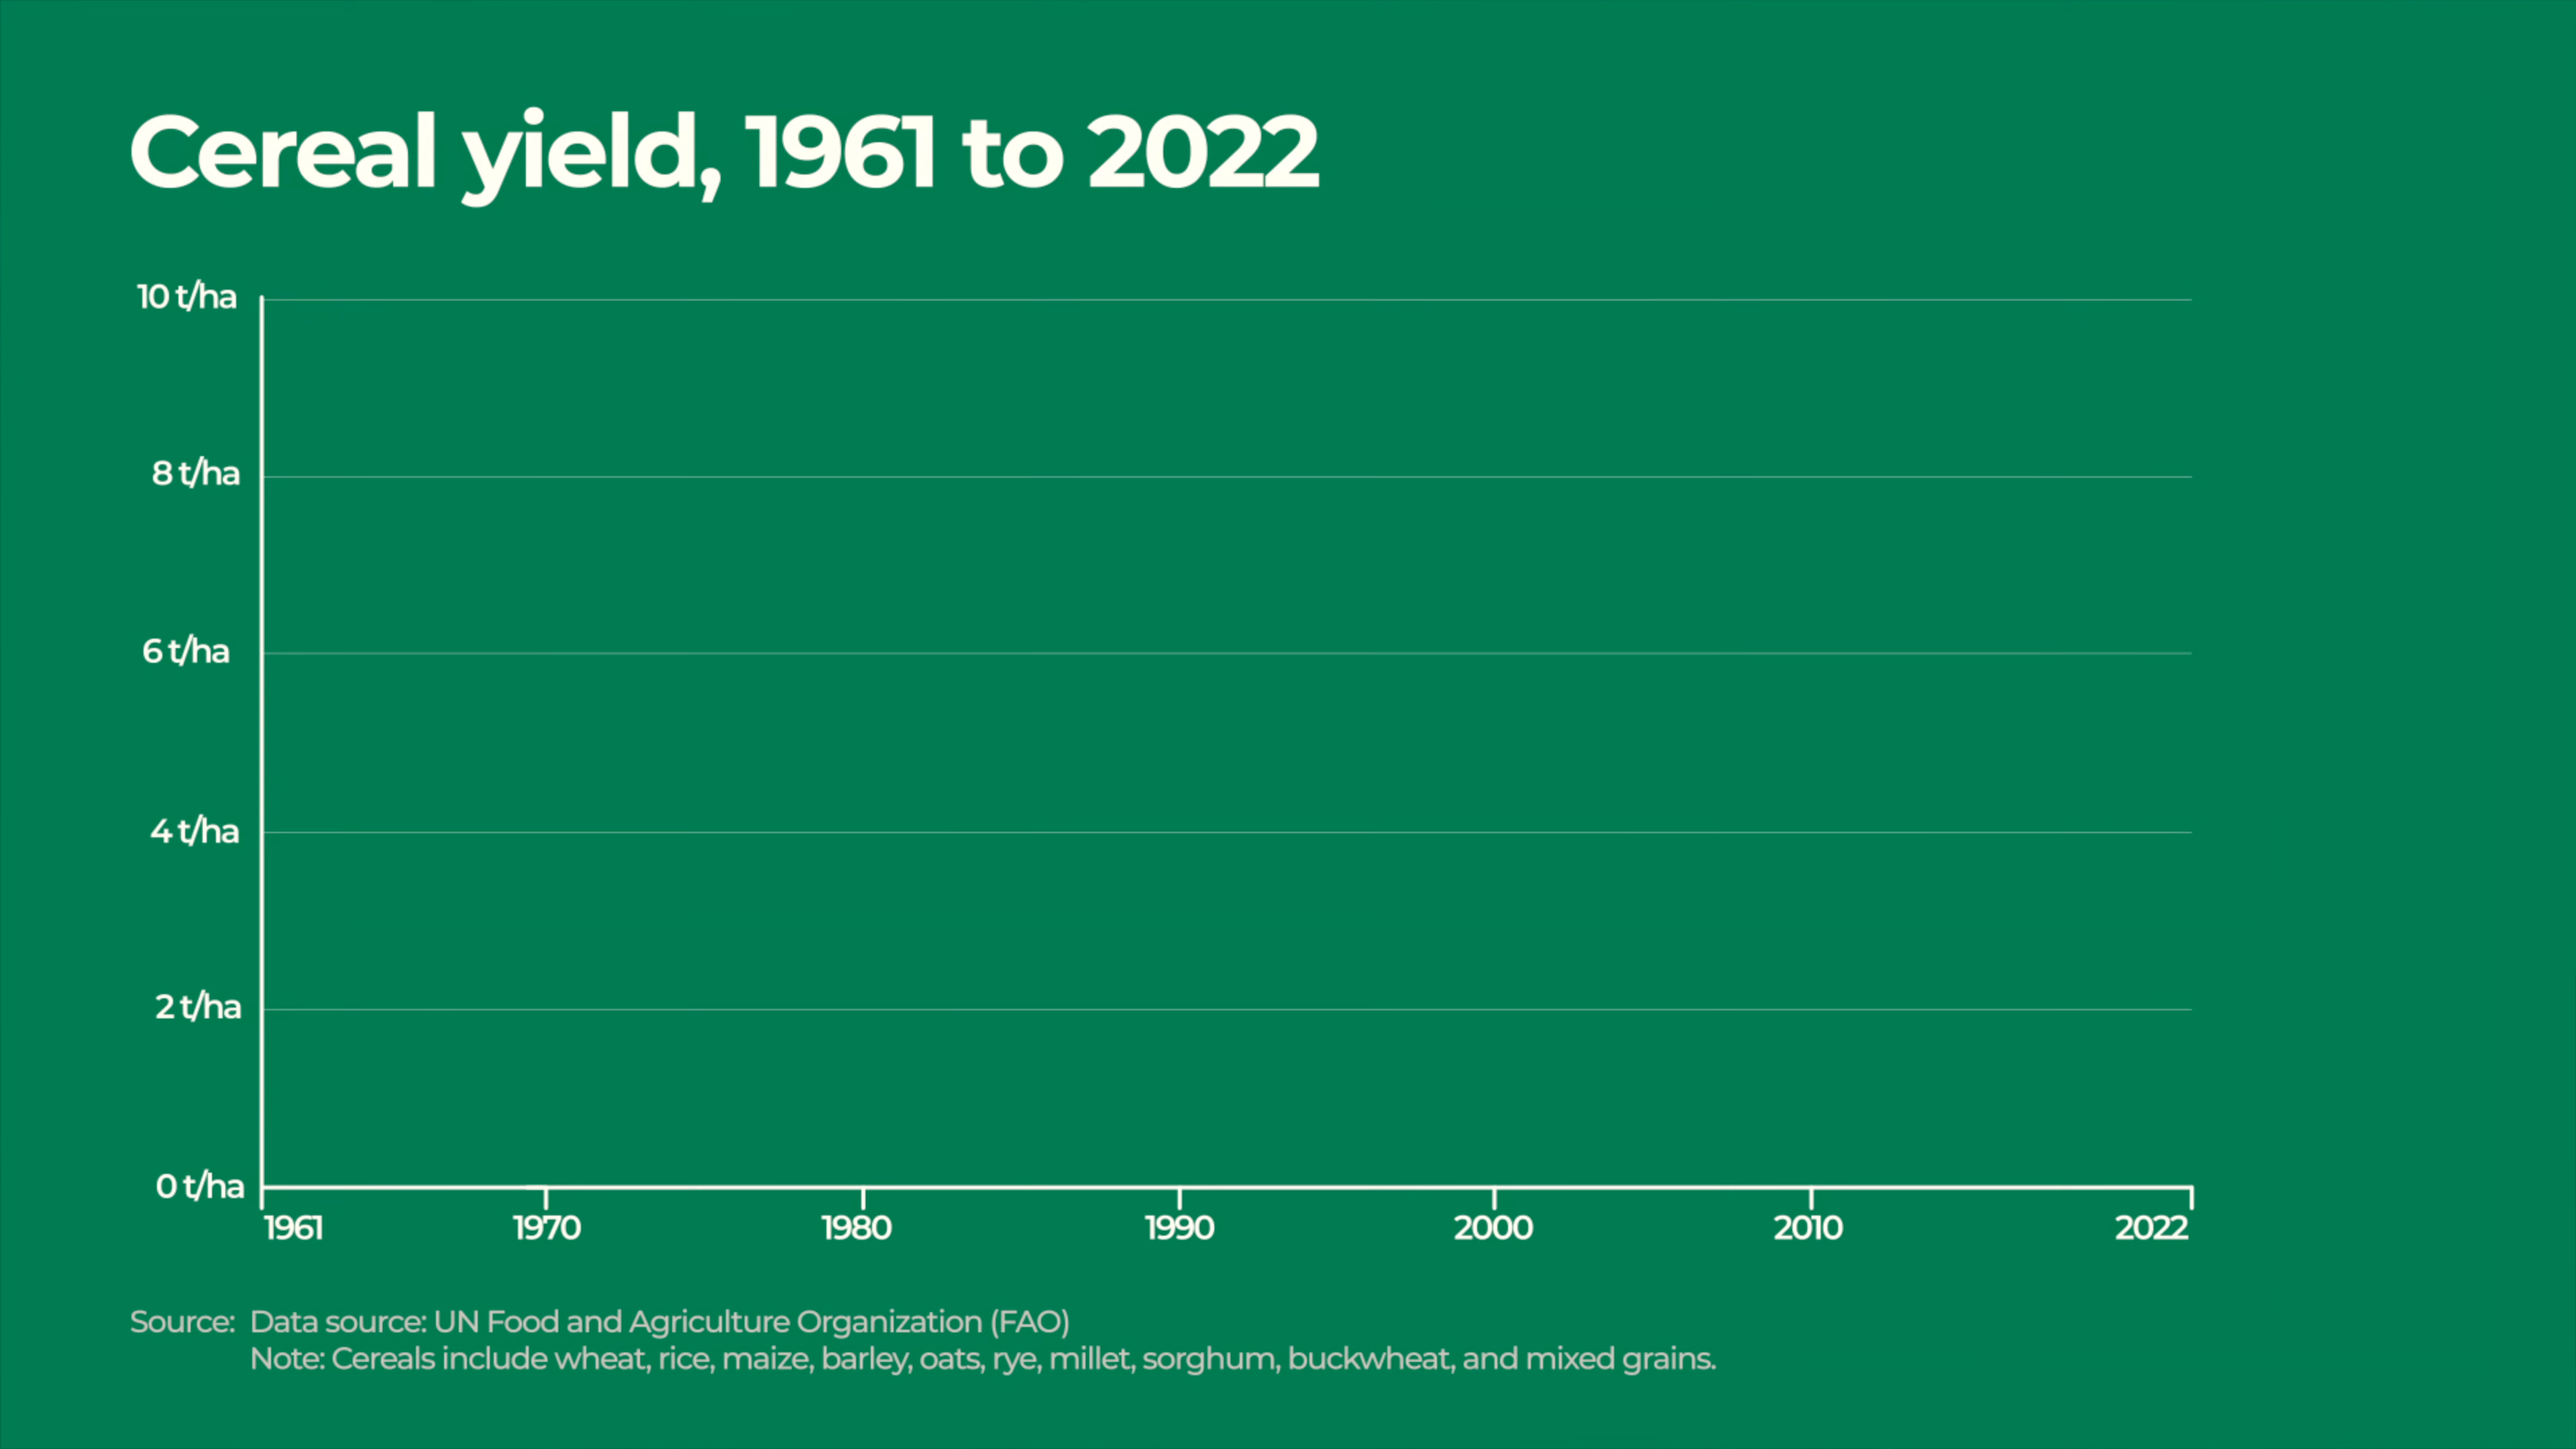 Cereal yield, 1961 to 2022
10 t/ha
8 t/ha
6 t/ha
4 t/ha
2 t/ha
0 t/ha
1961 1970 1980 1990 2000 2010 2022
Source: Data source: UN Food and Agriculture Organization (FAO)
Note: Cereals include wheat, rice, maize, barley, oats, rye, millet, sorghum, buckwheat, and mixed grains.